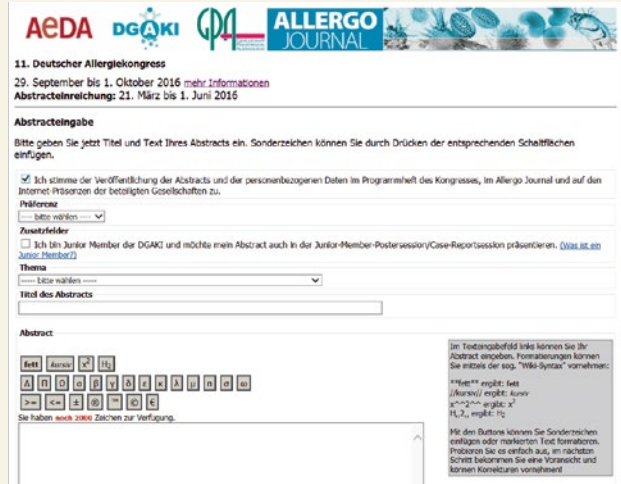 AeDA DGAKI GPA ALLERGO
JOURNAL
11. Deutscher Allergiekongress
29. September bis 1. Oktober 2016 mehr Informationen
Abstracteinreichung: 21. März bis 1. Juni 2016
Abstracteingabe
Bitte geben Sie jetzt Titel und Text Ihres Abstracts ein. Sonderzeichen können Sie durch Drücken der entsprechenden Schaltflächen
einfügen.
Ich stimme der Veröffentlichung der Abstracts und der personenbezogenen Daten im Programmheft des Kongresses, im Allergo Journal und auf den
Internet-Präsenzen der beteiligten Gesellschaften zu.
Präferenz
---- bitte wählen ----
Zusatzfelder
Ich bin Junior Member der DGAKI und möchte mein Abstract auch in der Junior-Member-Postersession/Case-Reportsession präsentieren. (Was ist ein
Junior Member?)
Thema
----- bitte wählen -----
Titel des Abstracts
Abstract
fett kursiv x² H₂
Δ Π Ω α β γ δ ε κ λ μ π σ ω
>= <= ± ® ™ © €
Sie haben noch 2000 Zeichen zur Verfügung.
Im Texteingabefeld links können Sie Ihr
Abstract eingeben. Formatierungen können
Sie mittels der sog. "Wiki-Syntax" vornehmen:
**fett** ergibt: fett
//kursiv// ergibt: kursiv
x^^2^^ ergibt: x²
H,,2,, ergibt: H₂
Mit den Buttons können Sie Sonderzeichen
einfügen oder markierten Text formatieren.
Probieren Sie es einfach aus, im nächsten
Schritt bekommen Sie eine Voransicht und
können Korrekturen vornehmen!